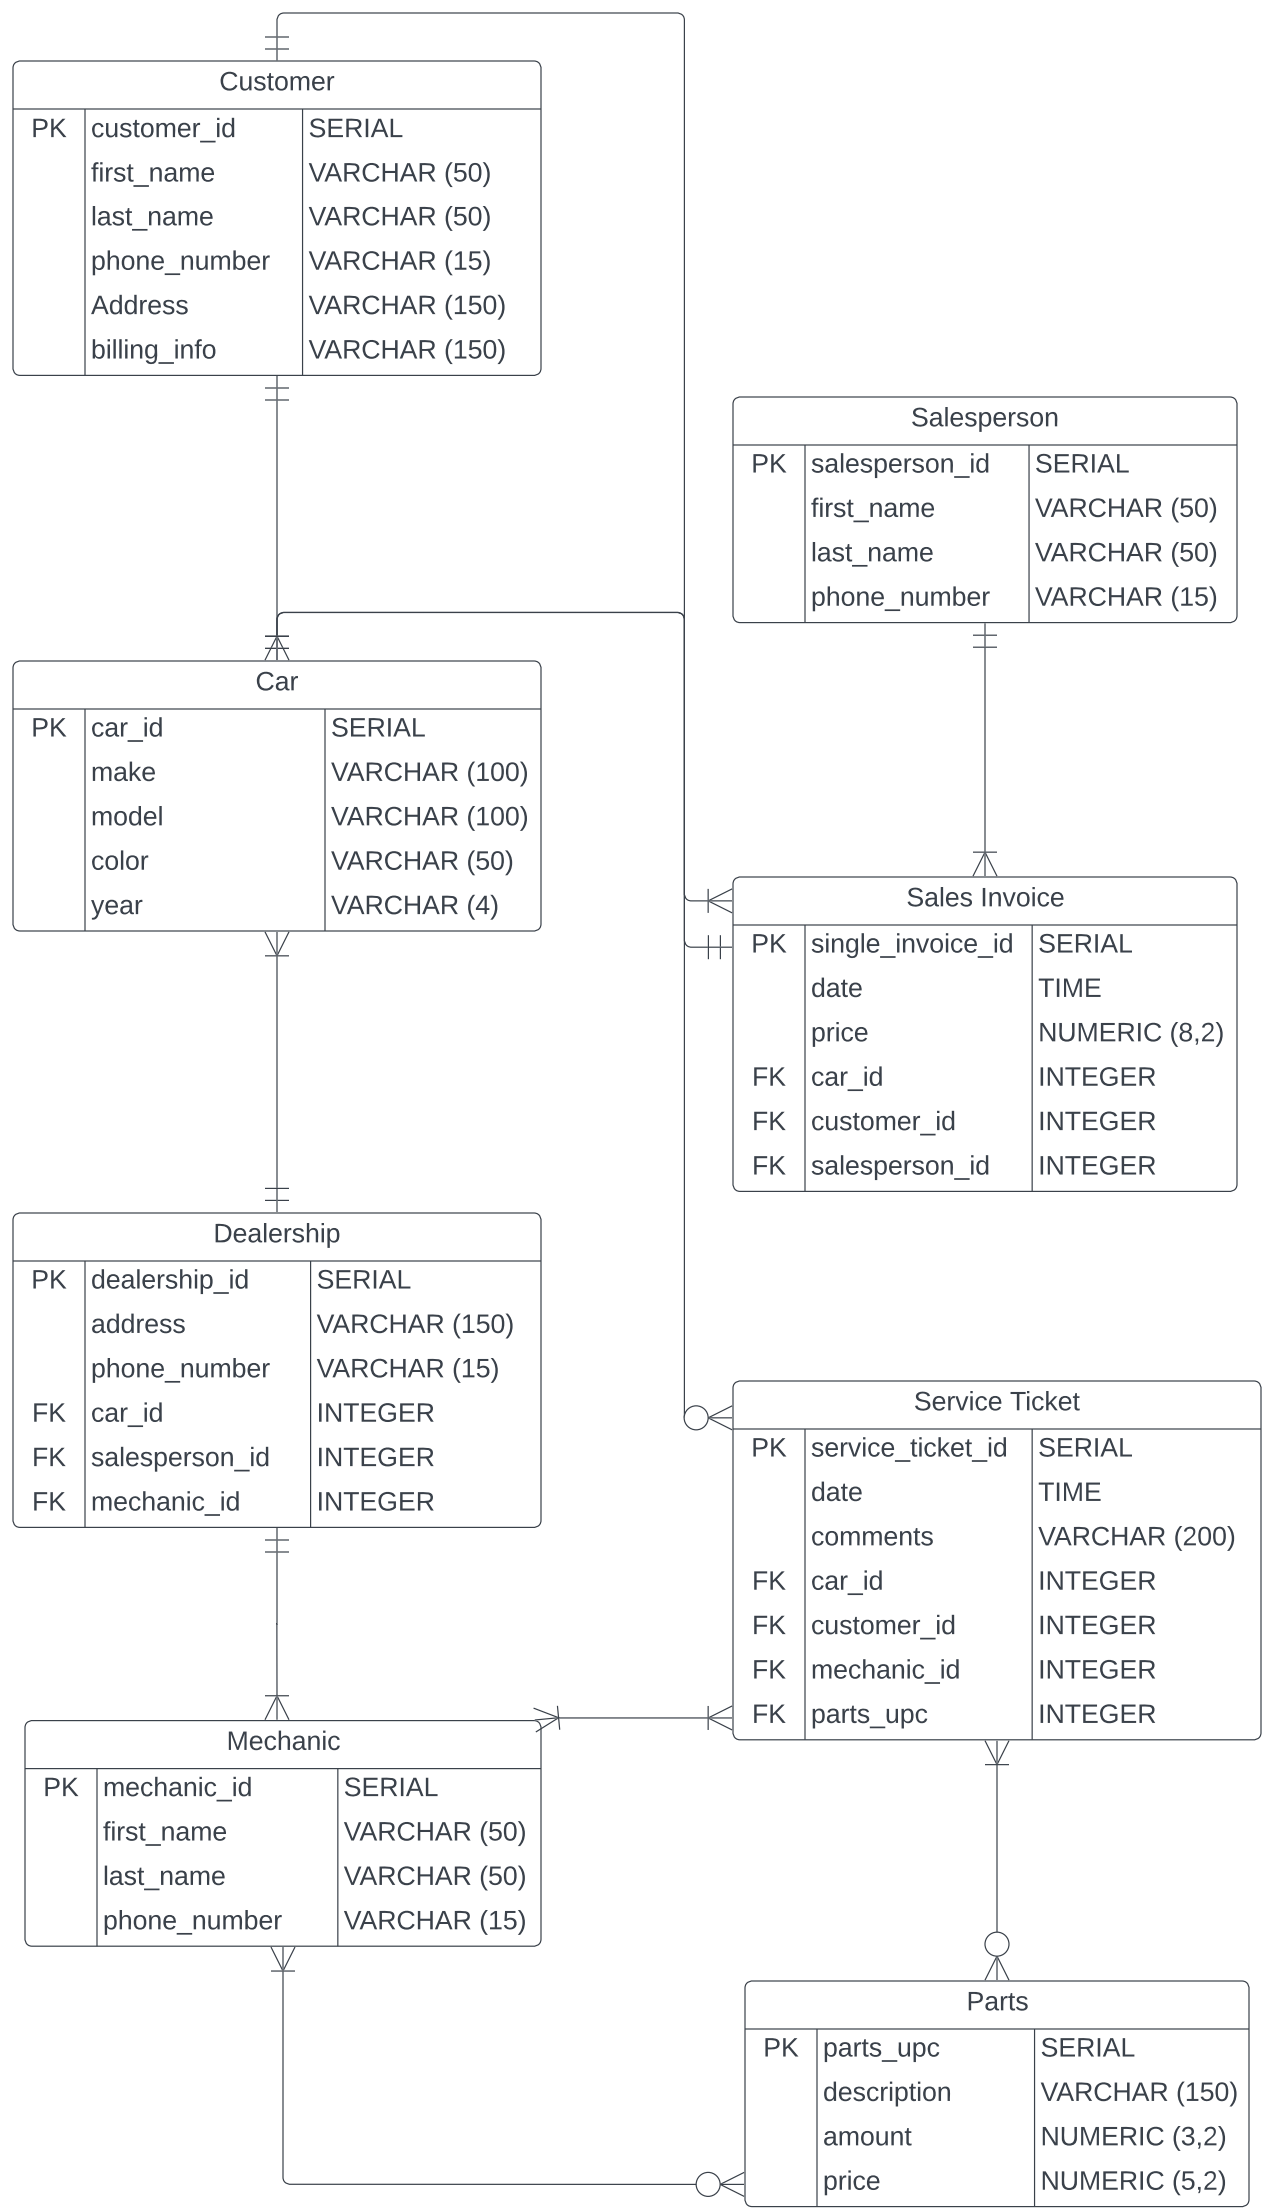 Customer
PK customer_id SERIAL
first_name VARCHAR (50)
last_name VARCHAR (50)
phone_number VARCHAR (15)
Address VARCHAR (150)
billing_info VARCHAR (150)
Salesperson
PK salesperson_id SERIAL
first_name VARCHAR (50)
last_name VARCHAR (50)
phone_number VARCHAR (15)
Car
PK car_id SERIAL
make VARCHAR (100)
model VARCHAR (100)
color VARCHAR (50)
year VARCHAR (4)
Sales Invoice
PK single_invoice_id SERIAL
date TIME
price NUMERIC (8,2)
FK car_id INTEGER
FK customer_id INTEGER
FK salesperson_id INTEGER
Dealership
PK dealership_id SERIAL
address VARCHAR (150)
phone_number VARCHAR (15)
FK car_id INTEGER
FK salesperson_id INTEGER
FK mechanic_id INTEGER
Service Ticket
PK service_ticket_id SERIAL
date TIME
comments VARCHAR (200)
FK car_id INTEGER
FK customer_id INTEGER
FK mechanic_id INTEGER
FK parts_upc INTEGER
Mechanic
PK mechanic_id SERIAL
first_name VARCHAR (50)
last_name VARCHAR (50)
phone_number VARCHAR (15)
Parts
PK parts_upc SERIAL
description VARCHAR (150)
amount NUMERIC (3,2)
price NUMERIC (5,2)